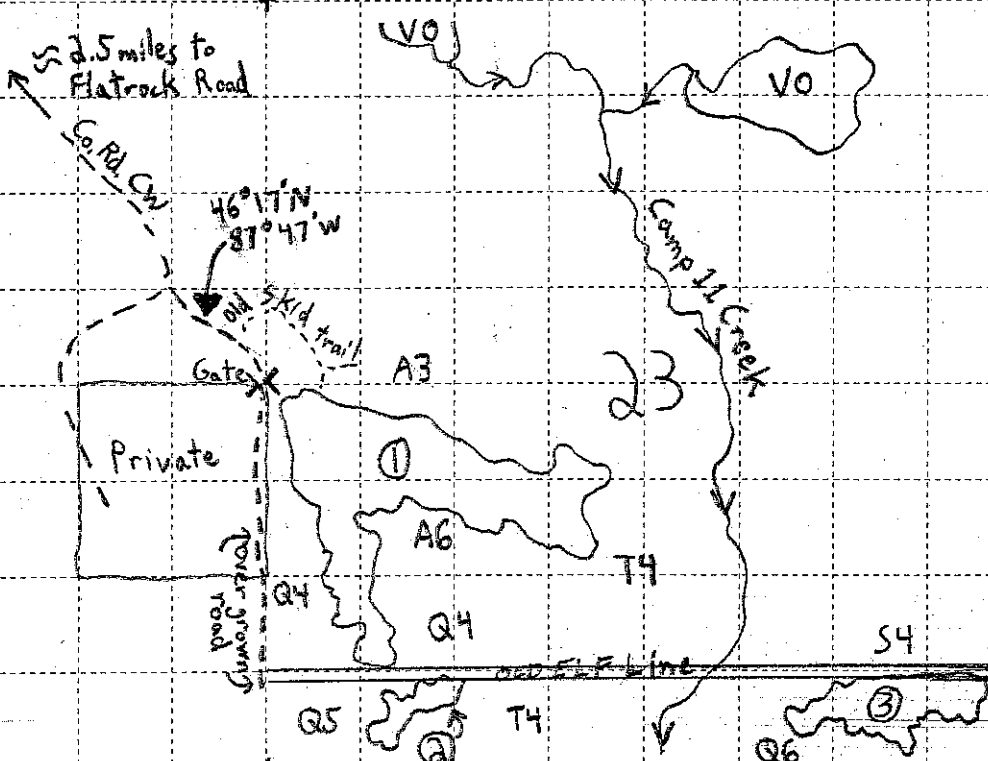 VO
≈ 2.5 miles to
Flatrock Road
VO
Co. Rd. CW
46°17'N
87°47'W
Camp 11 Creek
old skid trail
Gate
A3
23
Private
1
A6
T4
Q4
over grown
road
Q4
S4
OLD ELF Line
Q5
2
T4
3
Q6